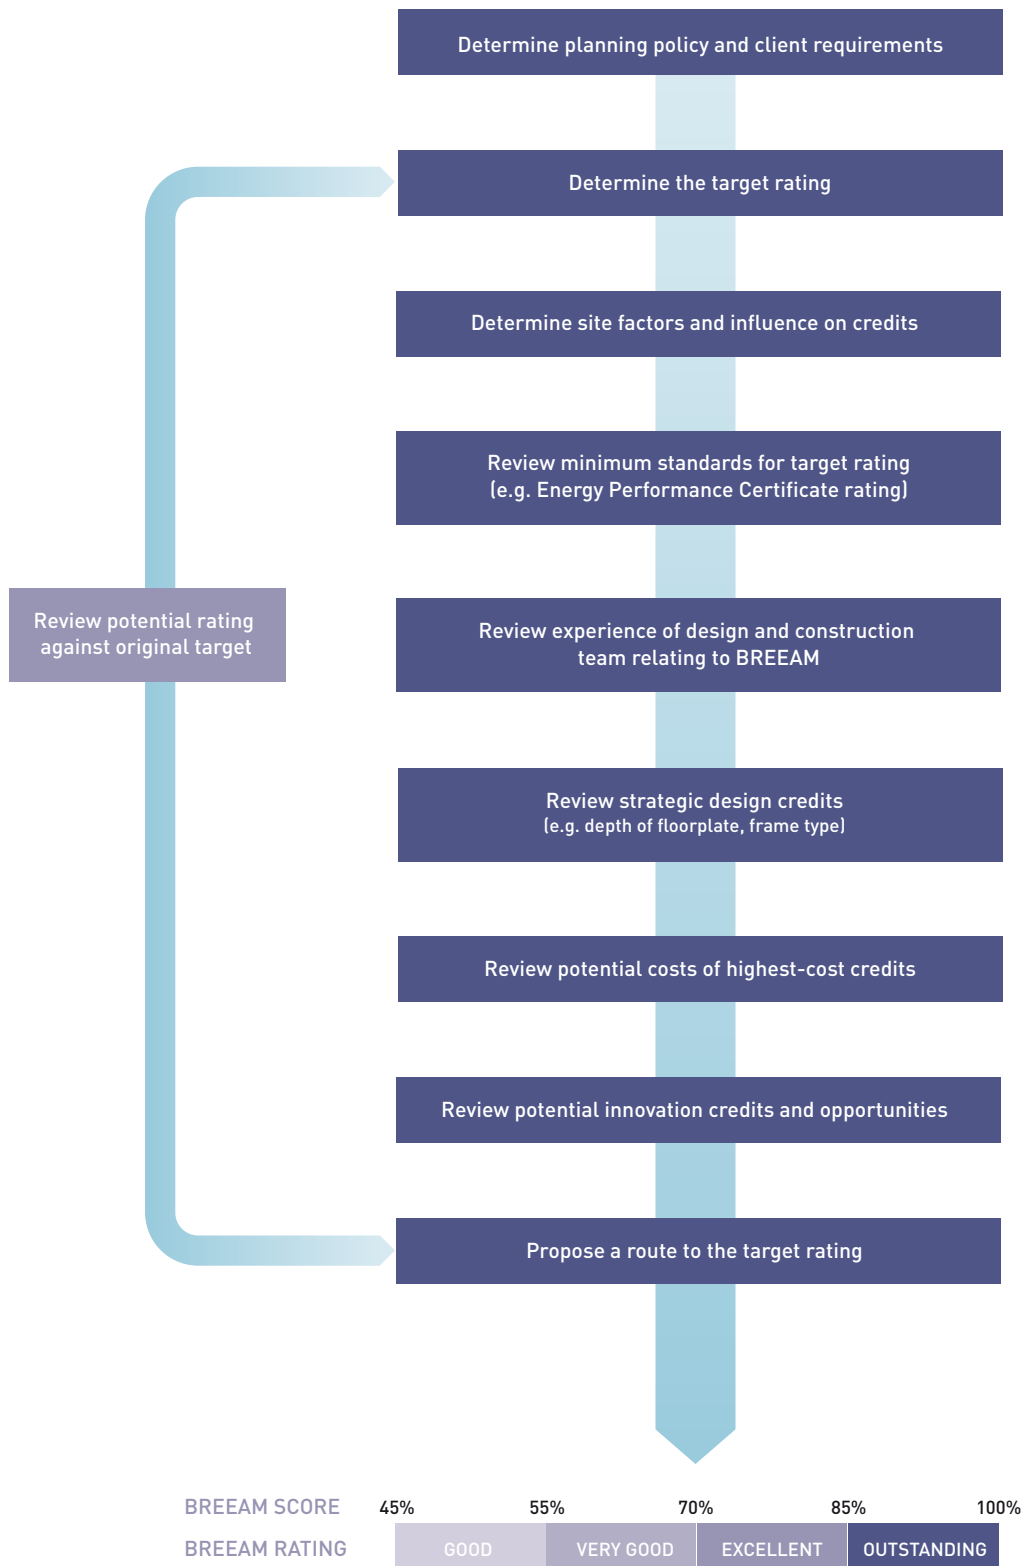 Determine planning policy and client requirements
Determine the target rating
Determine site factors and influence on credits
Review minimum standards for target rating
(e.g. Energy Performance Certificate rating)
Review potential rating
against original target
Review experience of design and construction
team relating to BREEAM
Review strategic design credits
(e.g. depth of floorplate, frame type)
Review potential costs of highest-cost credits
Review potential innovation credits and opportunities
Propose a route to the target rating
BREEAM SCORE 45% 55% 70% 85% 100%
BREEAM RATING GOOD VERY GOOD EXCELLENT OUTSTANDING